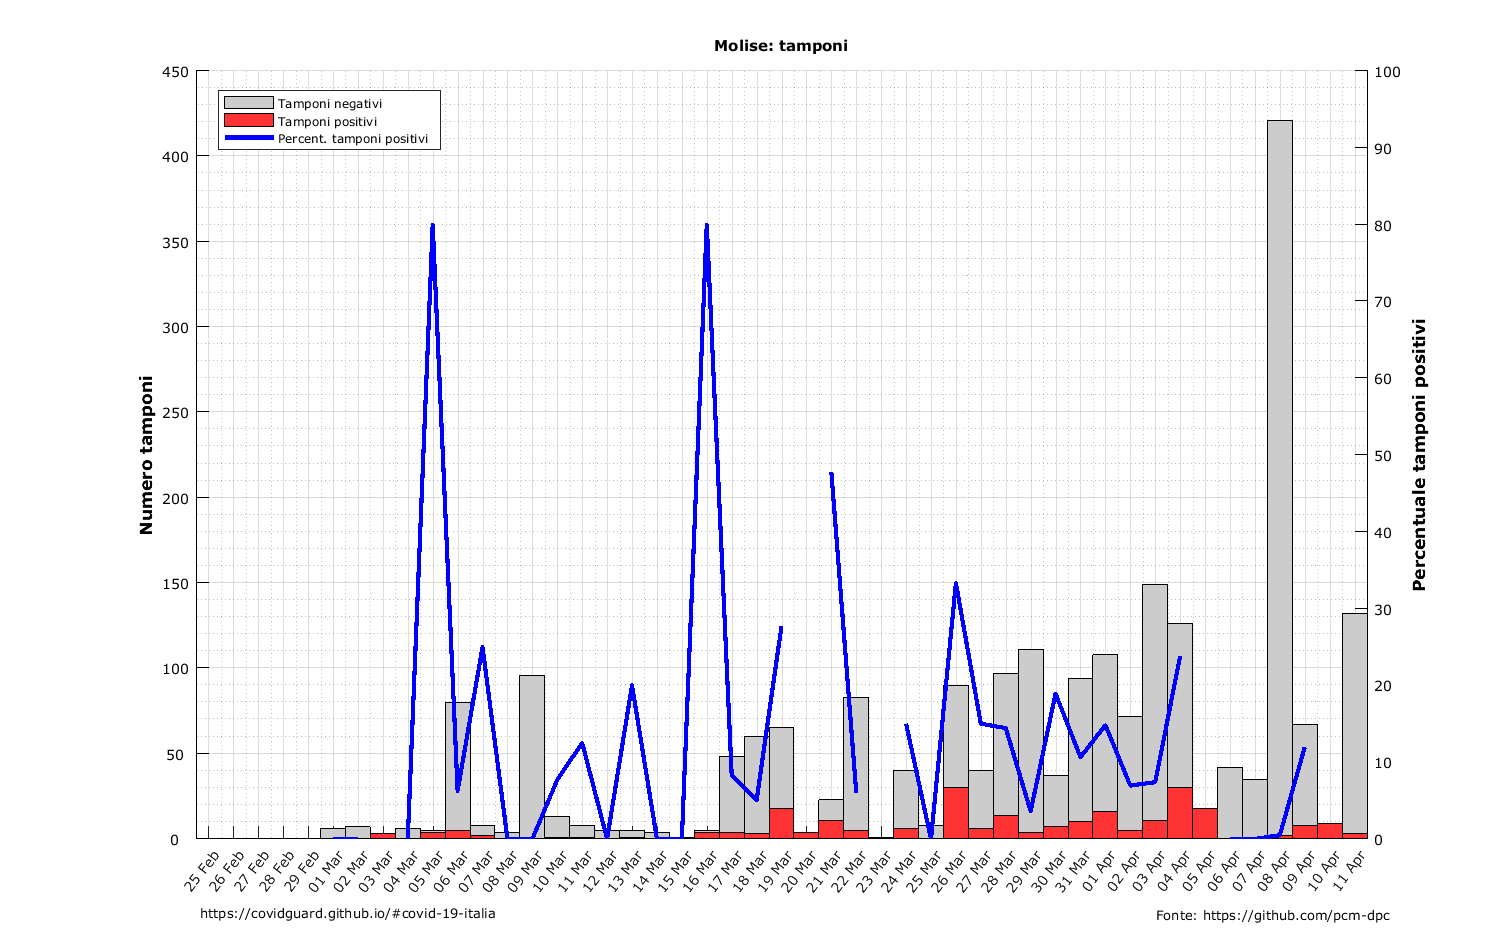 Molise: tamponi
Tamponi negativi
Tamponi positivi
Percent. tamponi positivi
Numero tamponi
450
400
350
300
250
200
150
100
50
0
Percentuale tamponi positivi
100
90
80
70
60
50
40
30
20
10
0
25 Feb
26 Feb
27 Feb
28 Feb
29 Feb
01 Mar
02 Mar
03 Mar
04 Mar
05 Mar
06 Mar
07 Mar
08 Mar
09 Mar
10 Mar
11 Mar
12 Mar
13 Mar
14 Mar
15 Mar
16 Mar
17 Mar
18 Mar
19 Mar
20 Mar
21 Mar
22 Mar
23 Mar
24 Mar
25 Mar
26 Mar
27 Mar
28 Mar
29 Mar
30 Mar
31 Mar
01 Apr
02 Apr
03 Apr
04 Apr
05 Apr
06 Apr
07 Apr
08 Apr
09 Apr
10 Apr
11 Apr
https://covidguard.github.io/#covid-19-italia
Fonte: https://github.com/pcm-dpc